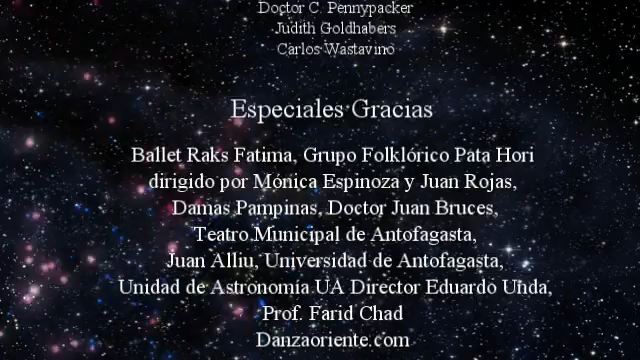 Doctor C. Pennypacker
Judith Goldhabers
Carlos Wastavino
Especiales Gracias
Ballet Raks Fatima, Grupo Folklórico Pata Hori
dirigido por Mónica Espinoza y Juan Rojas,
Damas Pampinas, Doctor Juan Bruces,
Teatro Municipal de Antofagasta,
Juan Alliu, Universidad de Antofagasta,
Unidad de Astronomía UA Director Eduardo Unda,
Prof. Farid Chad
Danzaoriente.com